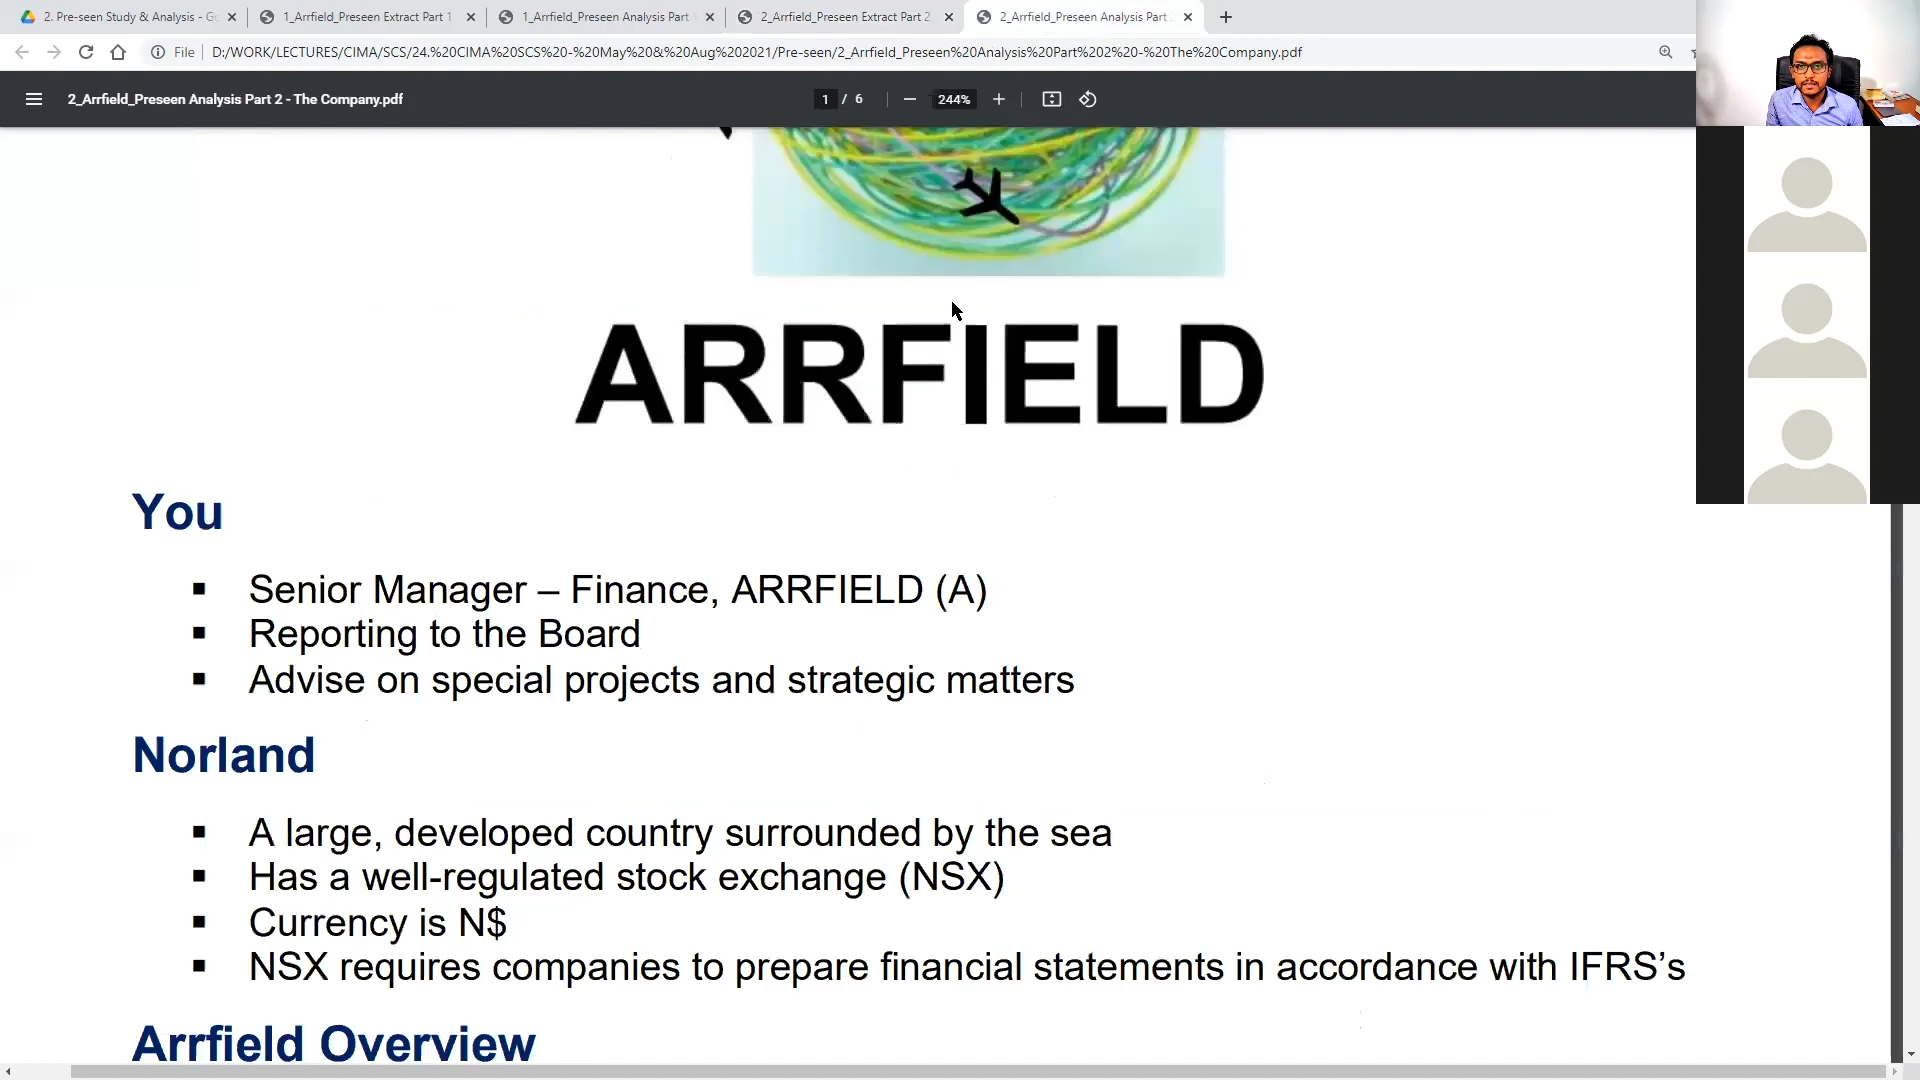 2. Pre-seen Study & Analysis - Go
1_Arrfield_Preseen Extract Part 1
1_Arrfield_Preseen Analysis Part
2_Arrfield_Preseen Extract Part 2
2_Arrfield_Preseen Analysis Part
File
D:/WORK/LECTURES/CIMA/SCS/24.%20CIMA%20SCS%20-%20May%20&%20Aug%202021/Pre-seen/2_Arrfield_Preseen%20Analysis%20Part%202%20-%20The%20Company.pdf
2_Arrfield_Preseen Analysis Part 2 - The Company.pdf
1 / 6
244%
ARRFIELD
You
▪ Senior Manager – Finance, ARRFIELD (A)
▪ Reporting to the Board
▪ Advise on special projects and strategic matters
Norland
▪ A large, developed country surrounded by the sea
▪ Has a well-regulated stock exchange (NSX)
▪ Currency is N$
▪ NSX requires companies to prepare financial statements in accordance with IFRS’s
Arrfield Overview